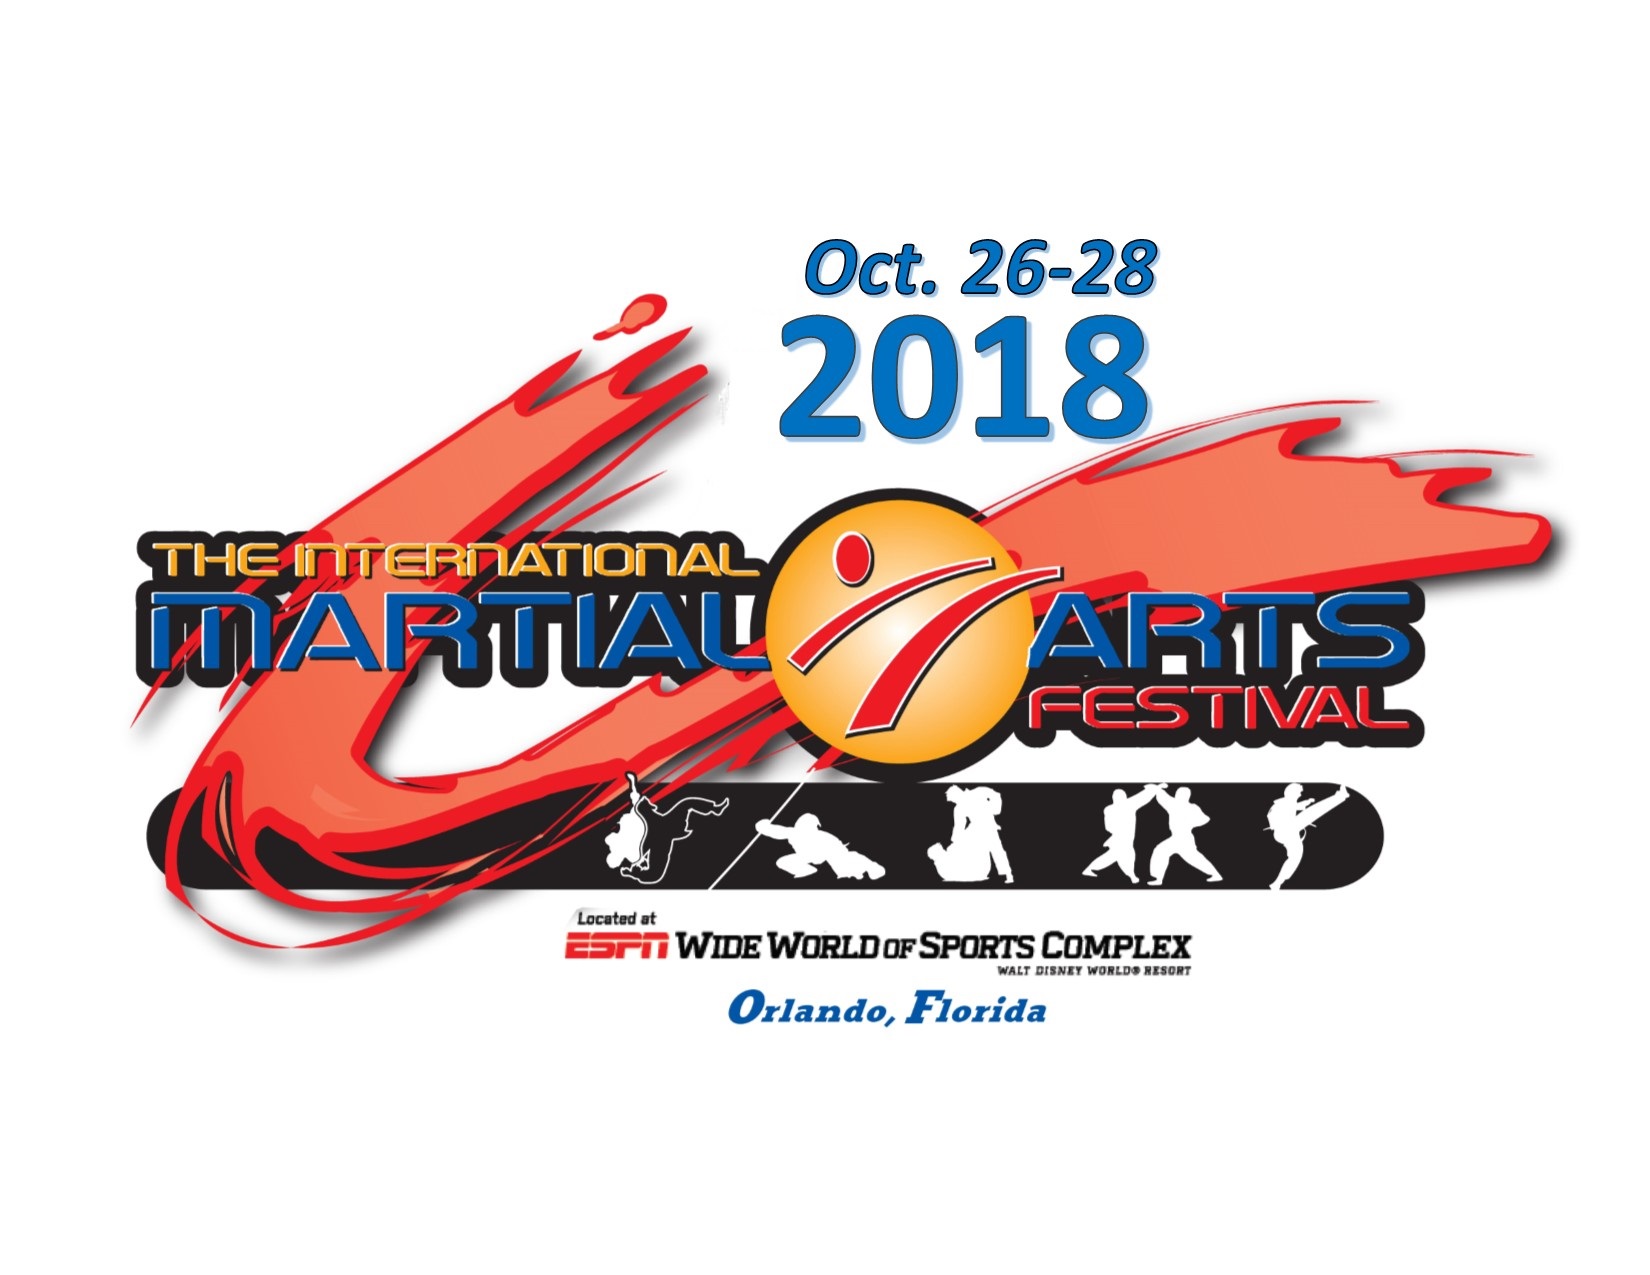 Oct. 26-28
2018
THE INTERNATIONAL
MARTIAL ARTS
FESTIVAL
Located at
ESPN WIDE WORLD OF SPORTS COMPLEX
WALT DISNEY WORLD® RESORT
Orlando, Florida